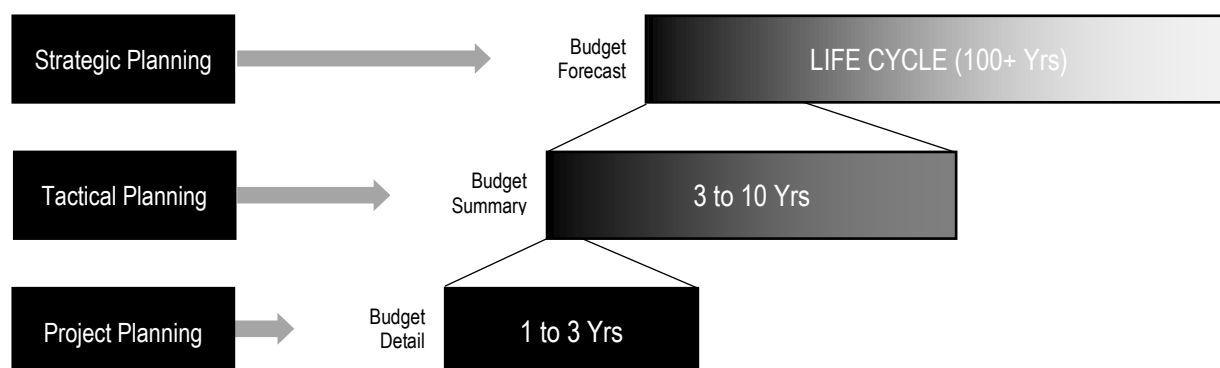 Strategic Planning
Budget
Forecast
LIFE CYCLE (100+ Yrs)
Tactical Planning
Budget
Summary
3 to 10 Yrs
Project Planning
Budget
Detail
1 to 3 Yrs